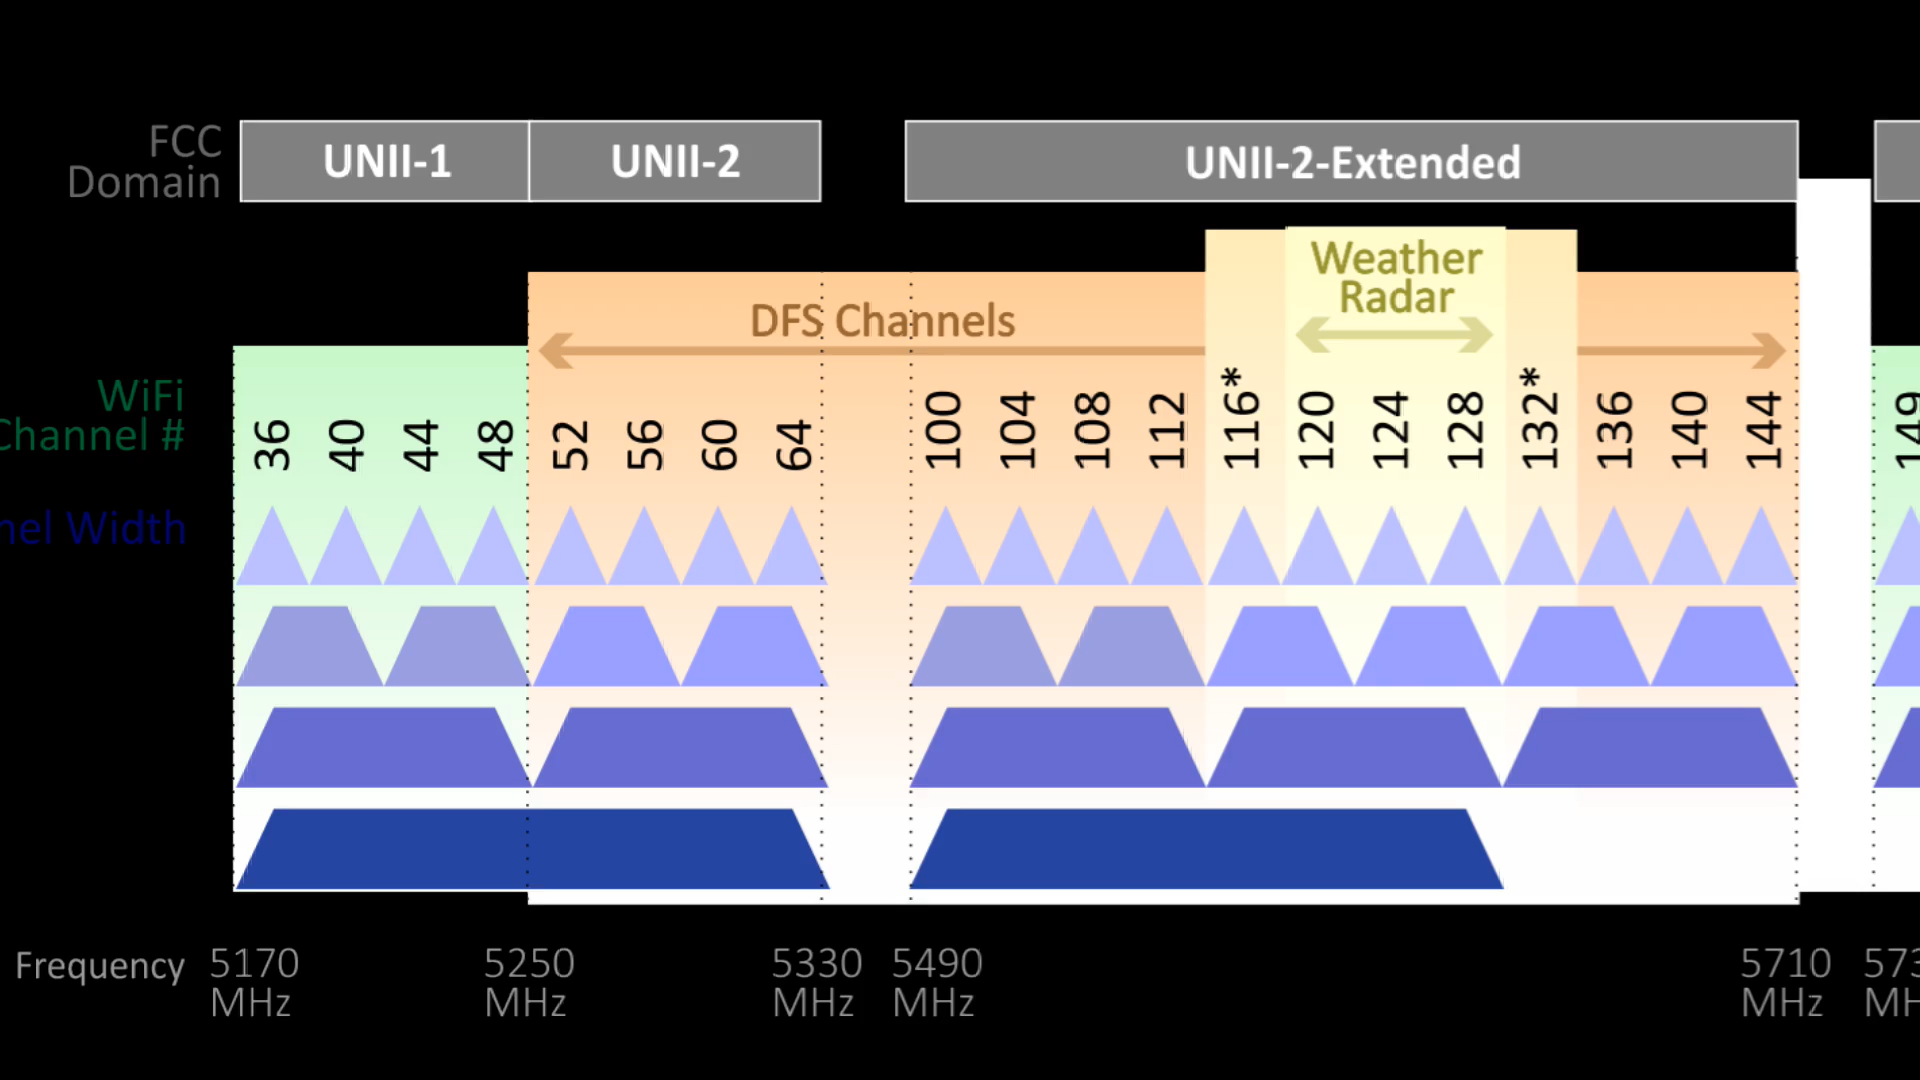 FCC
Domain
UNII-1
UNII-2
UNII-2-Extended
Weather
Radar
DFS Channels
WiFi
Channel #
36
40
44
48
52
56
60
64
100
104
108
112
116*
120
124
128
132*
136
140
144
149
Width
Frequency
5170
MHz
5250
MHz
5330
MHz
5490
MHz
5710
MHz